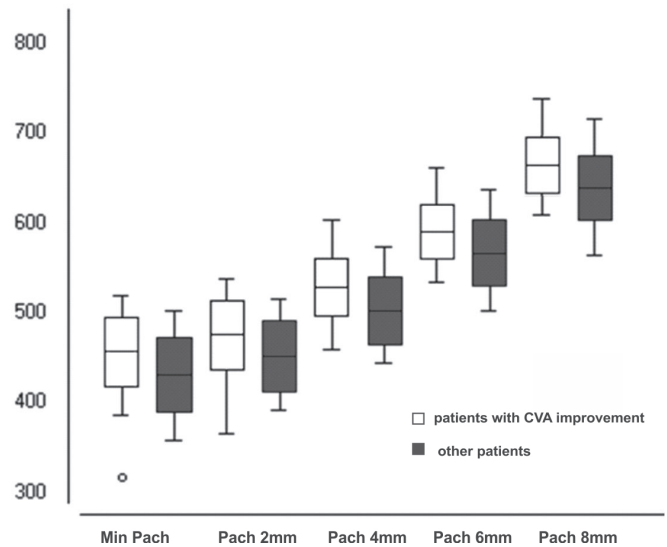 800
700
600
500
400
300
patients with CVA improvement
other patients
Min Pach Pach 2mm Pach 4mm Pach 6mm Pach 8mm